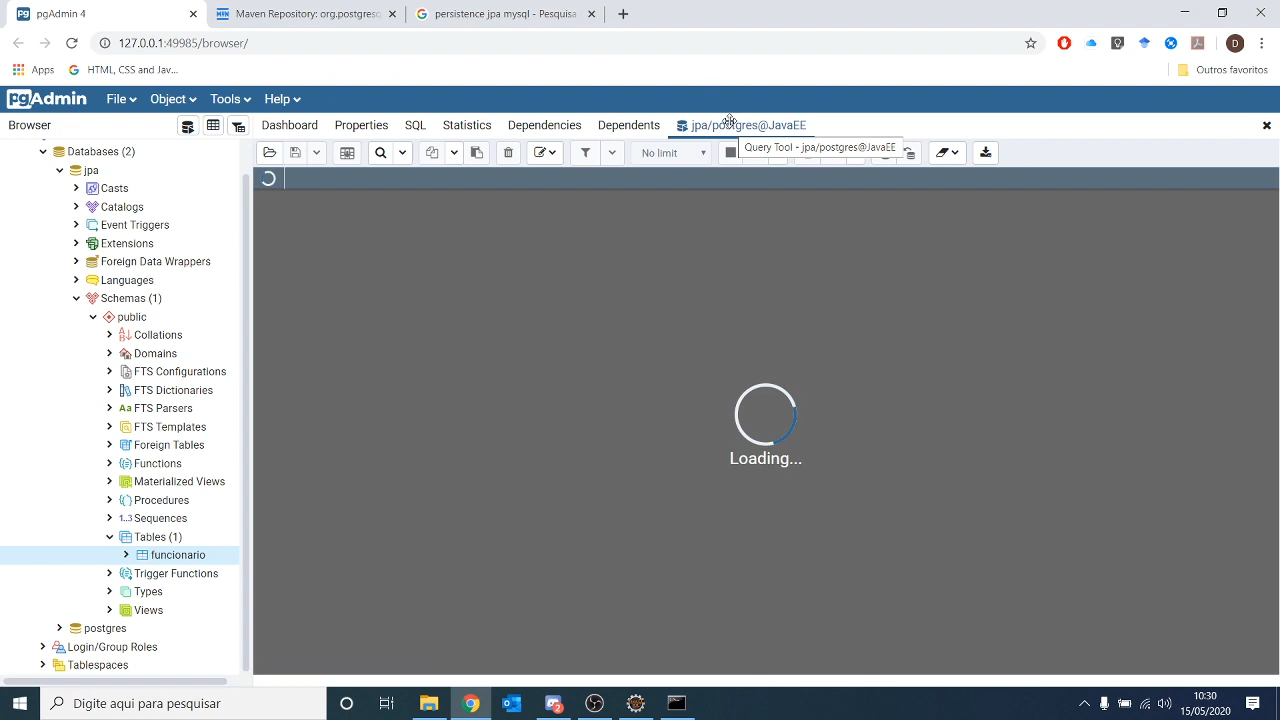 pgAdmin 4
Maven Repository: org.postgresq
persistence jpa mysql - Pesquisa
127.0.0.1:49985/browser/
Apps
HTML, CSS and Jav...
Outros favoritos
pgAdmin File Object Tools Help
Browser
Dashboard Properties SQL Statistics Dependencies Dependents jpa/postgres@JavaEE
Query Tool - jpa/postgres@JavaEE
No limit
Databases (2)
jpa
Casts
Catalogs
Event Triggers
Extensions
Foreign Data Wrappers
Languages
Schemas (1)
public
Collations
Domains
FTS Configurations
FTS Dictionaries
FTS Parsers
FTS Templates
Foreign Tables
Functions
Materialized Views
Procedures
1..3 Sequences
Tables (1)
funcionario
Trigger Functions
Types
Views
postgres
Login/Group Roles
Tablespaces
Loading...
Digite aqui para pesquisar
10:30
15/05/2020